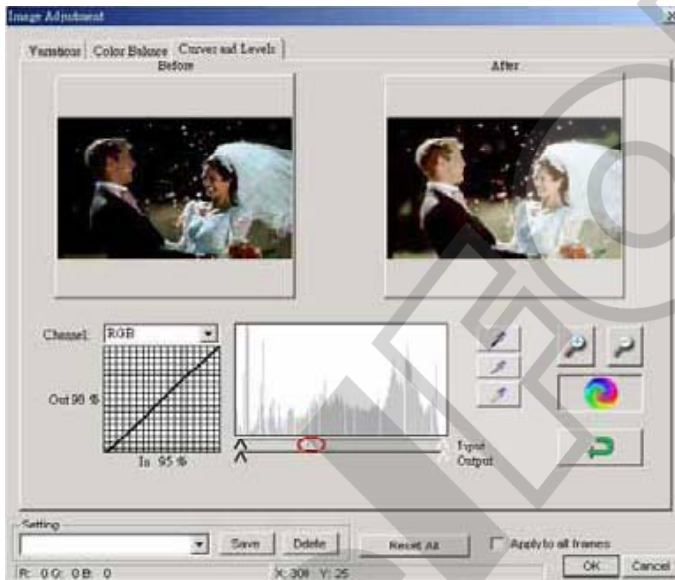 Image Adjustment
Variations Color Balance Curves and Levels
Before After
Channel: RGB
Out 98 %
In 95 %
Input
Output
Setting
Save Delete Reset All Apply to all frames
R: 0 G: 0 B: 0 X: 308 Y: 25 OK Cancel